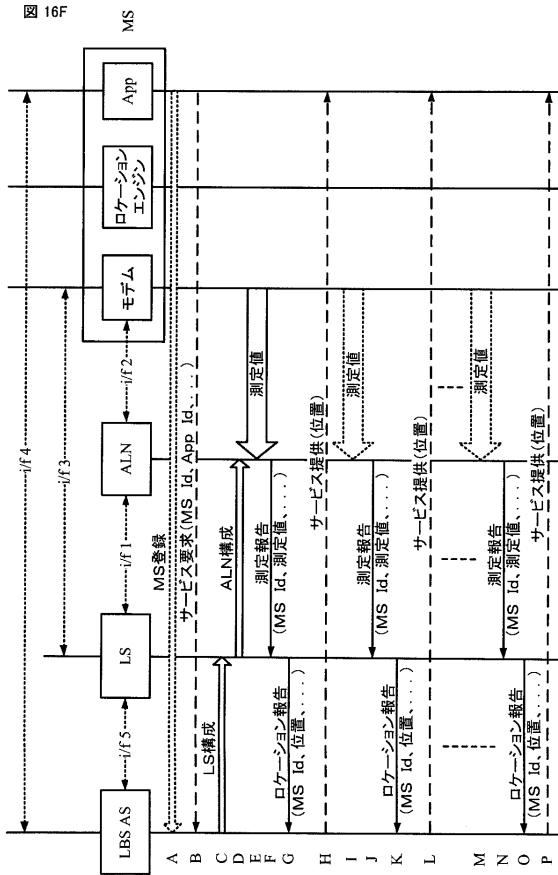 図 16F
MS
LBS AS
LS
ALN
モデム
ロケーション
エンジン
App
i/f 4
i/f 3
i/f 5
i/f 1
i/f 2
A
MS登録
B
サービス要求(MS Id、App Id、. . . .)
C
LS構成
D
ALN構成
E
測定値
F
測定報告
(MS Id、測定値、. . . .)
G
ロケーション報告
(MS Id、位置、. . . .)
H
サービス提供(位置)
I
測定値
J
測定報告
(MS Id、測定値、. . . .)
K
ロケーション報告
(MS Id、位置、. . . .)
L
サービス提供(位置)
M
測定値
N
測定報告
(MS Id、測定値、. . . .)
O
ロケーション報告
(MS Id、位置、. . . .)
P
サービス提供(位置)